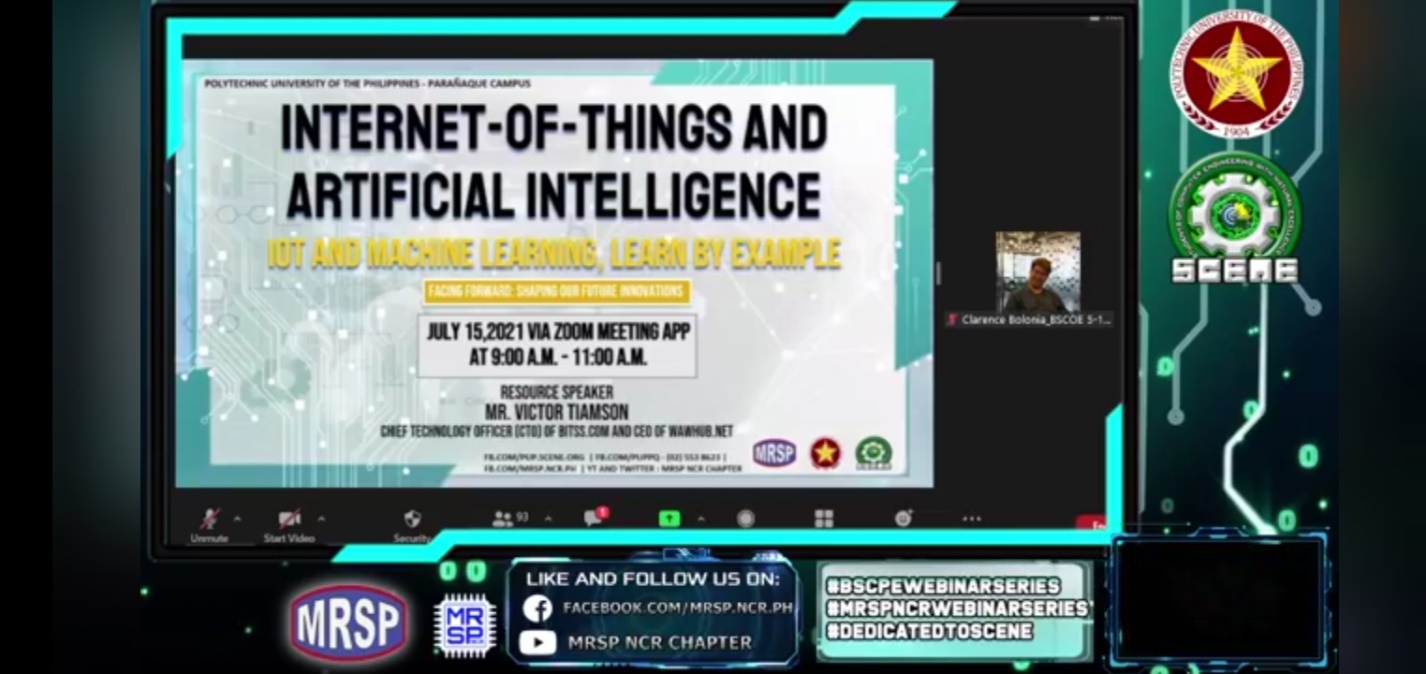 POLYTECHNIC UNIVERSITY OF THE PHILIPPINES - PARAÑAQUE CAMPUS
INTERNET-OF-THINGS AND
ARTIFICIAL INTELLIGENCE
IOT AND MACHINE LEARNING, LEARN BY EXAMPLE
FACING FORWARD: SHAPING OUR FUTURE INNOVATIONS
JULY 15,2021 VIA ZOOM MEETING APP
AT 9:00 A.M. - 11:00 A.M.
RESOURCE SPEAKER
MR. VICTOR TIAMSON
CHIEF TECHNOLOGY OFFICER (CTO) OF BITSS.COM AND CEO OF WAWHUB.NET
FB.COM/PUP.SCENE.ORG | FB.COM/PUPPQ - (02) 553 8623 |
FB.COM/MRSP.NCR.PH | YT AND TWITTER : MRSP NCR CHAPTER
MRSP
Clarence Bolonia_BSCOE 5-1...
POLYTECHNIC UNIVERSITY OF THE PHILIPPINES
1904
SCENE
93
1
Unmute
Start Video
Security
MRSP
MR
SP
LIKE AND FOLLOW US ON:
FACEBOOK.COM/MRSP.NCR.PH
MRSP NCR CHAPTER
#BSCPEWEBINARSERIES
#MRSPNCRWEBINARSERIES
#DEDICATEDTOSCENE